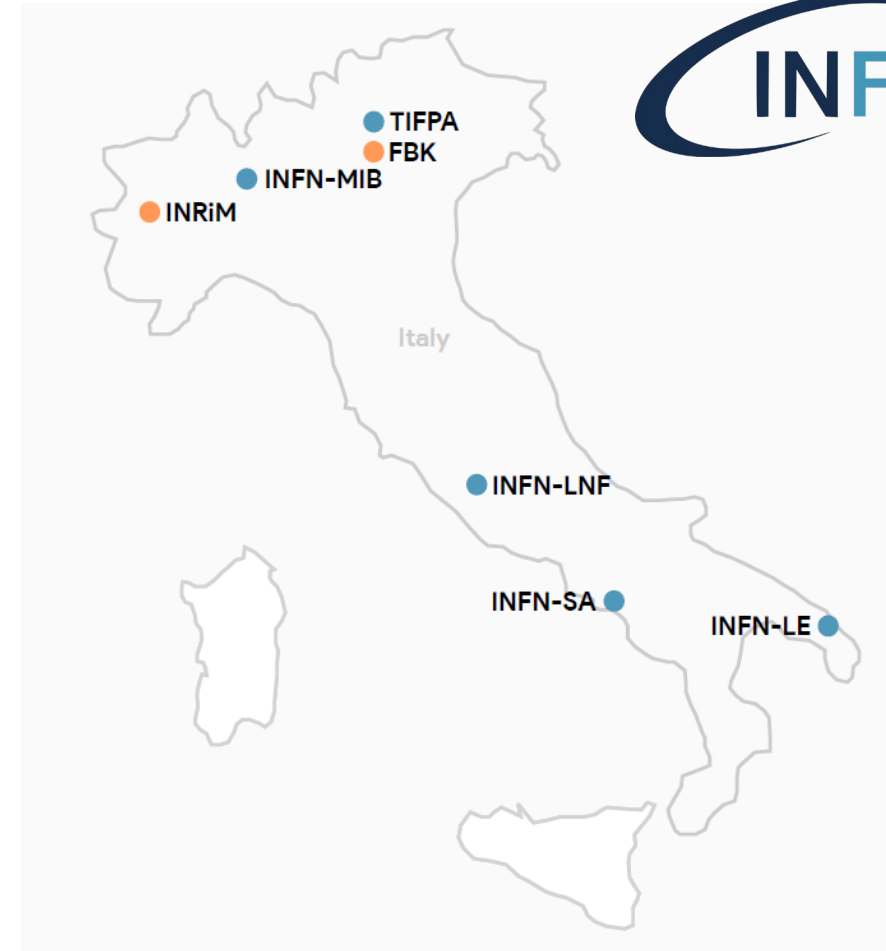 INF
TIFPA
FBK
INFN-MIB
INRiM
Italy
INFN-LNF
INFN-SA
INFN-LE